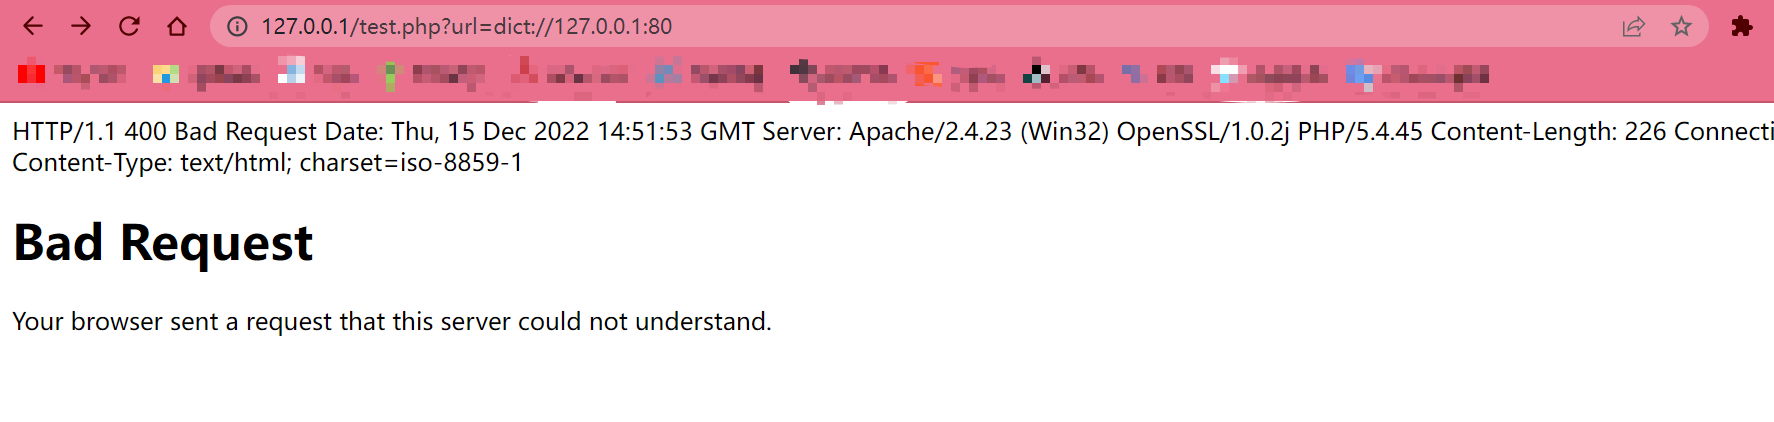 127.0.0.1/test.php?url=dict://127.0.0.1:80
HTTP/1.1 400 Bad Request Date: Thu, 15 Dec 2022 14:51:53 GMT Server: Apache/2.4.23 (Win32) OpenSSL/1.0.2j PHP/5.4.45 Content-Length: 226 Connecti
Content-Type: text/html; charset=iso-8859-1
Bad Request
Your browser sent a request that this server could not understand.